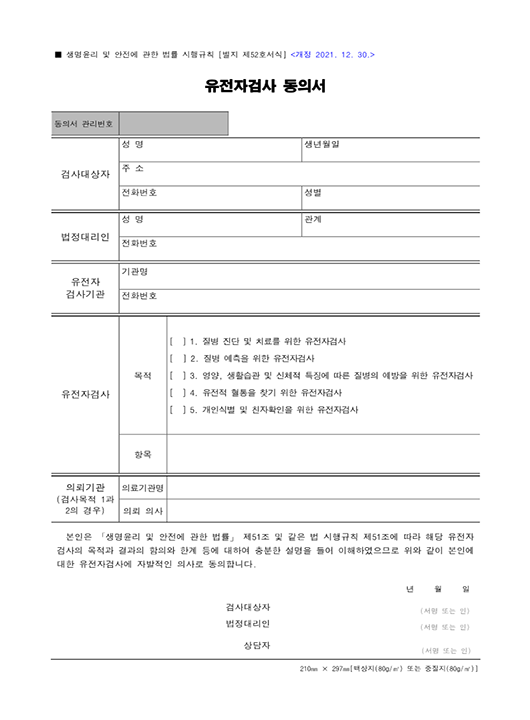 ■ 생명윤리 및 안전에 관한 법률 시행규칙 [별지 제52호서식] <개정 2021. 12. 30.>
유전자검사 동의서
동의서 관리번호
검사대상자
성 명
생년월일
주 소
전화번호
성별
법정대리인
성 명
관계
전화번호
유전자
검사기관
기관명
전화번호
유전자검사
목적
[ ] 1. 질병 진단 및 치료를 위한 유전자검사
[ ] 2. 질병 예측을 위한 유전자검사
[ ] 3. 영양, 생활습관 및 신체적 특징에 따른 질병의 예방을 위한 유전자검사
[ ] 4. 유전적 혈통을 찾기 위한 유전자검사
[ ] 5. 개인식별 및 친자확인을 위한 유전자검사
항목
의뢰기관
(검사목적 1과
2의 경우)
의료기관명
의뢰 의사
본인은 「생명윤리 및 안전에 관한 법률」 제51조 및 같은 법 시행규칙 제51조에 따라 해당 유전자
검사의 목적과 결과의 함의와 한계 등에 대하여 충분한 설명을 들어 이해하였으므로 위와 같이 본인에
대한 유전자검사에 자발적인 의사로 동의합니다.
년 월 일
검사대상자 (서명 또는 인)
법정대리인 (서명 또는 인)
상담자 (서명 또는 인)
210㎜ × 297㎜[백상지(80g/㎡) 또는 중질지(80g/㎡)]